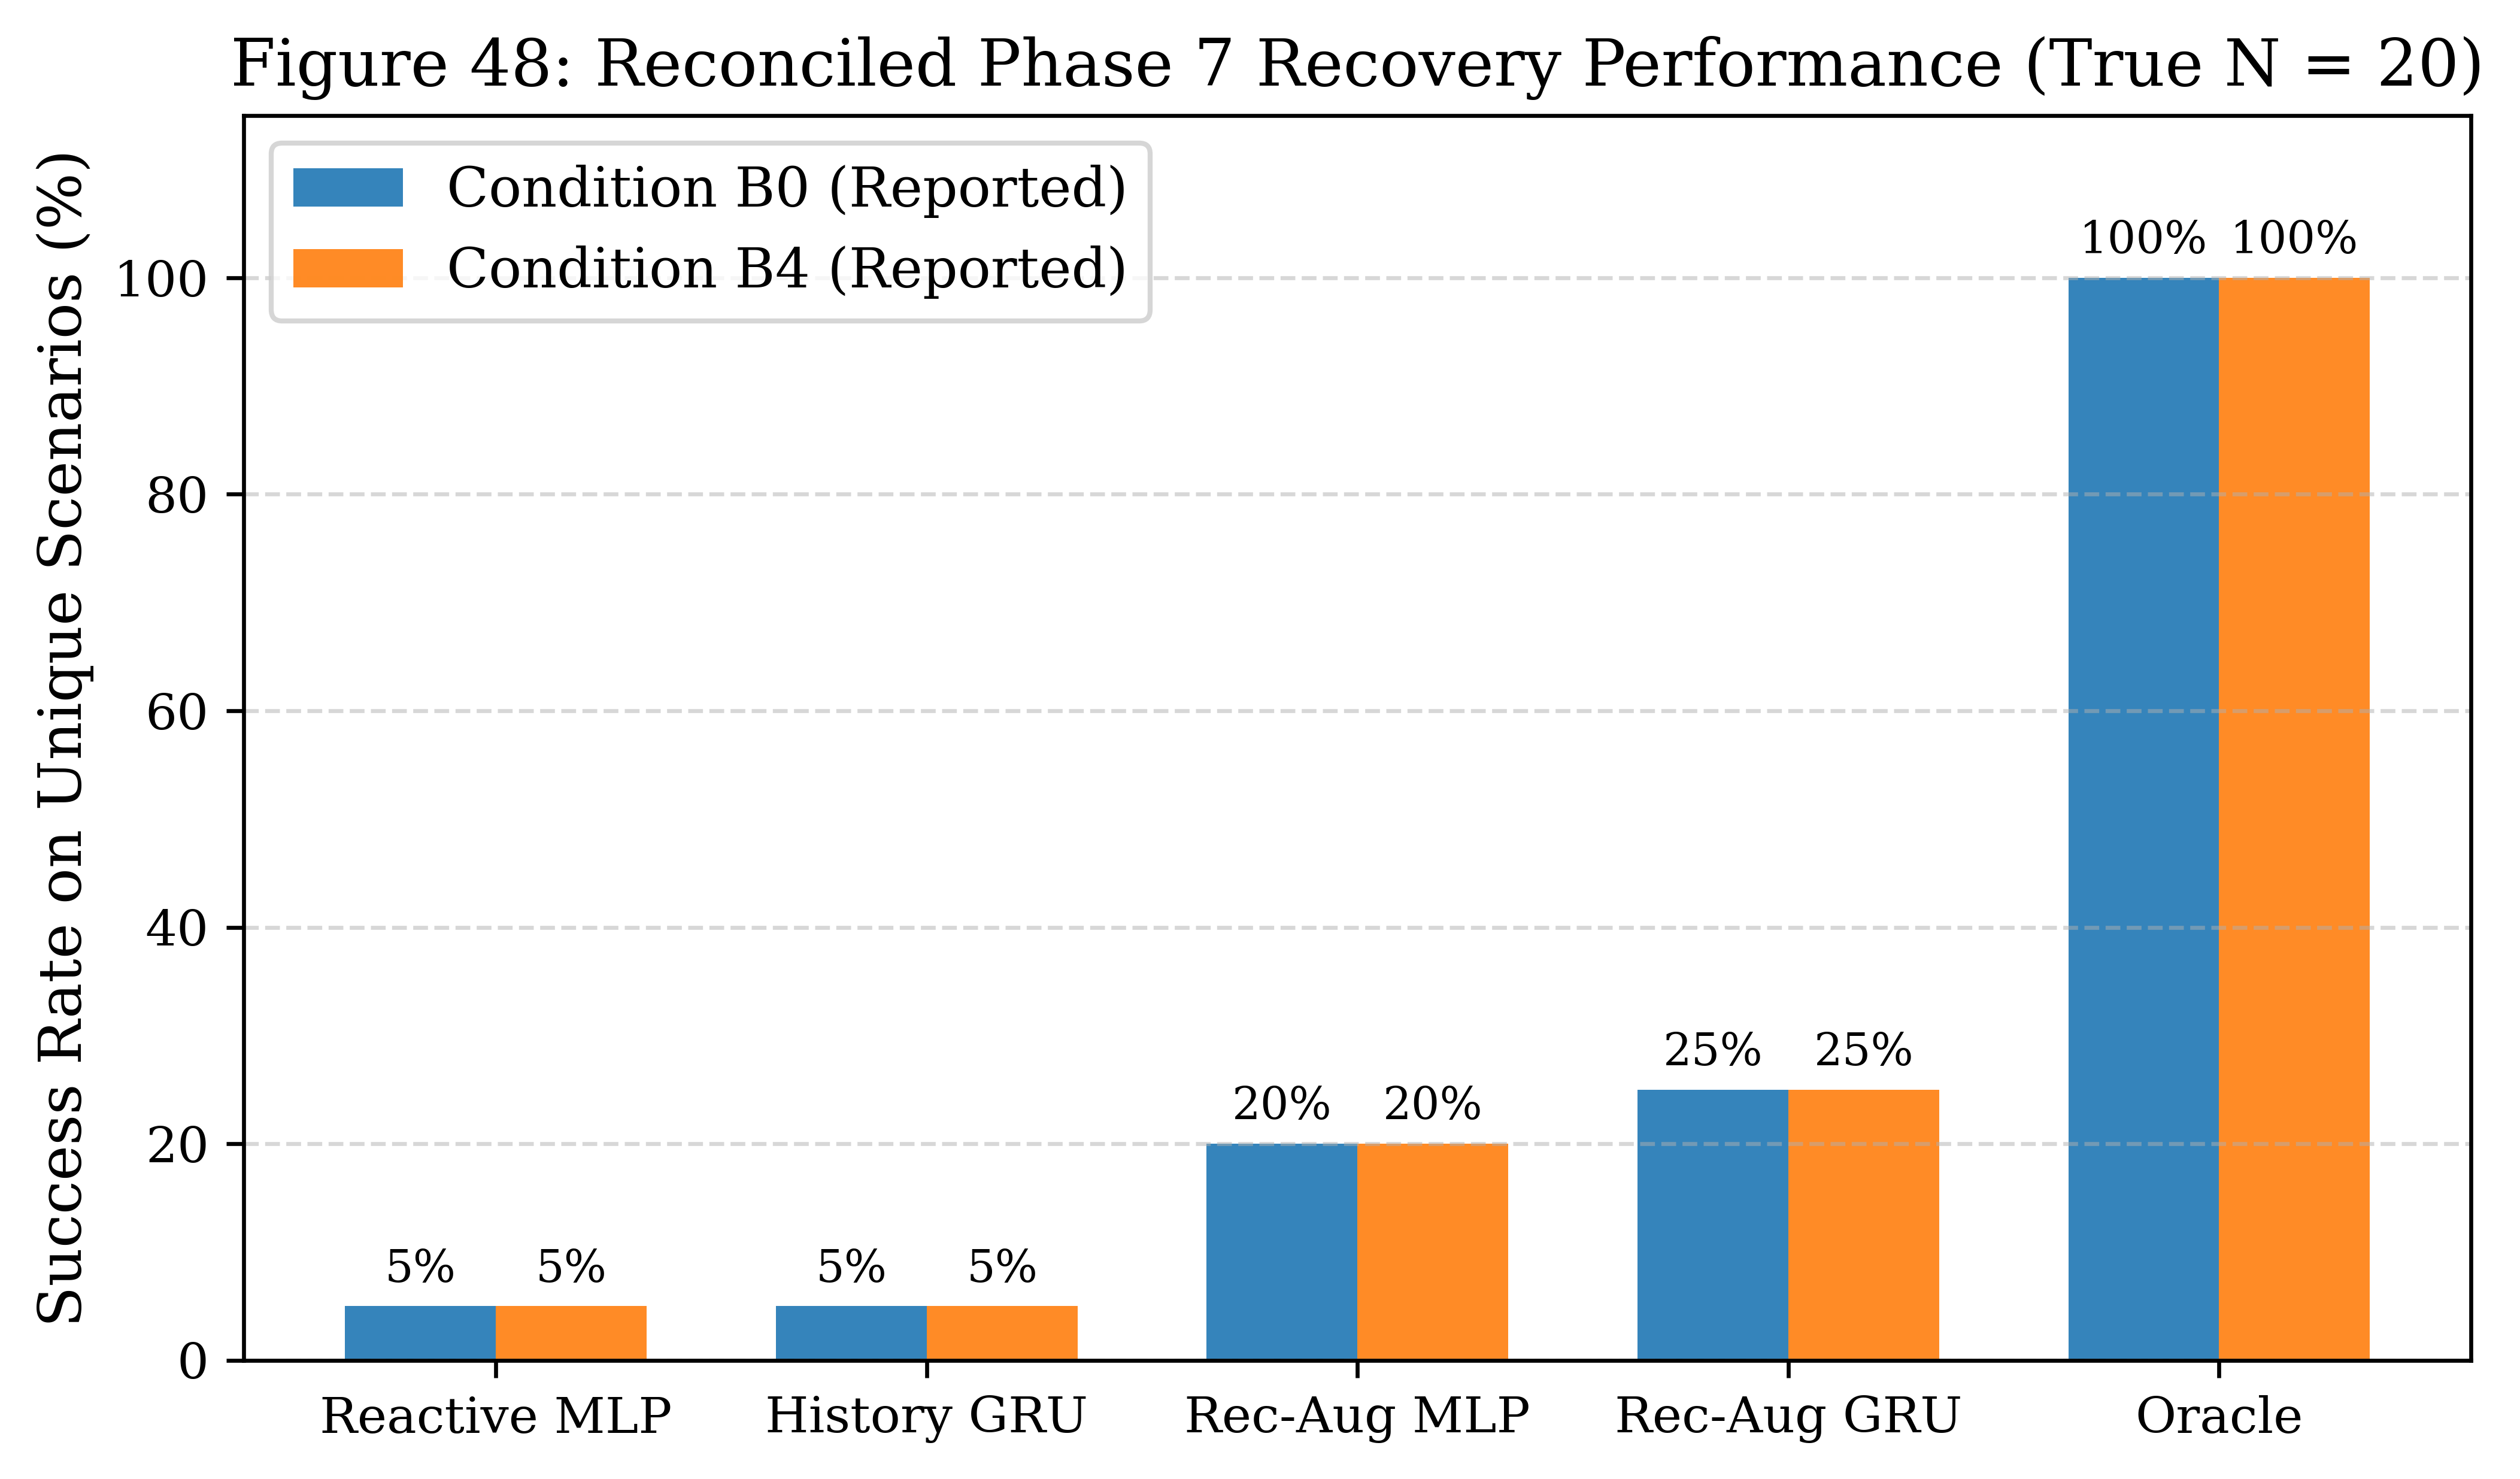 Figure 48: Reconciled Phase 7 Recovery Performance (True N = 20)
Condition B0 (Reported)
Condition B4 (Reported)
Success Rate on Unique Scenarios (%)
100
80
60
40
20
0
5%
5%
5%
5%
20%
20%
25%
25%
100%
100%
Reactive MLP
History GRU
Rec-Aug MLP
Rec-Aug GRU
Oracle